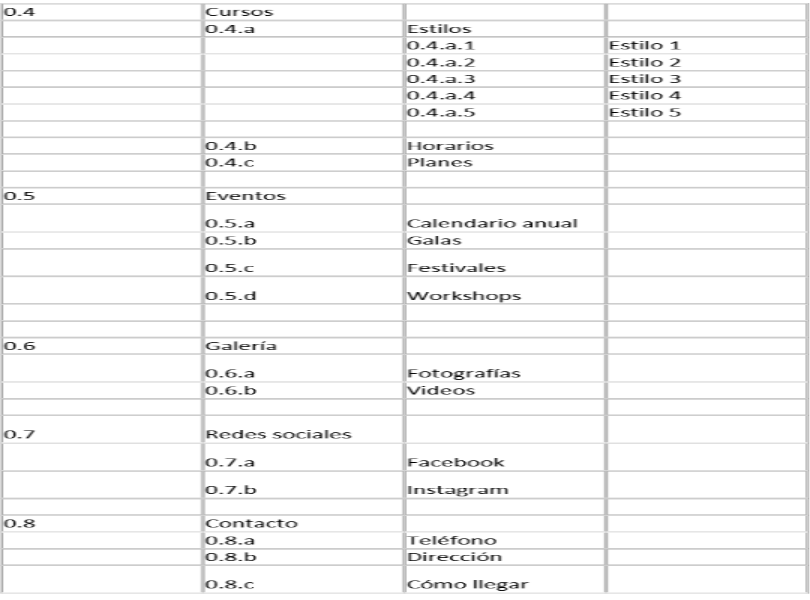 0.4 Cursos
0.4.a Estilos
0.4.a.1 Estilo 1
0.4.a.2 Estilo 2
0.4.a.3 Estilo 3
0.4.a.4 Estilo 4
0.4.a.5 Estilo 5
0.4.b Horarios
0.4.c Planes
0.5 Eventos
0.5.a Calendario anual
0.5.b Galas
0.5.c Festivales
0.5.d Workshops
0.6 Galería
0.6.a Fotografías
0.6.b Videos
0.7 Redes sociales
0.7.a Facebook
0.7.b Instagram
0.8 Contacto
0.8.a Teléfono
0.8.b Dirección
0.8.c Cómo llegar